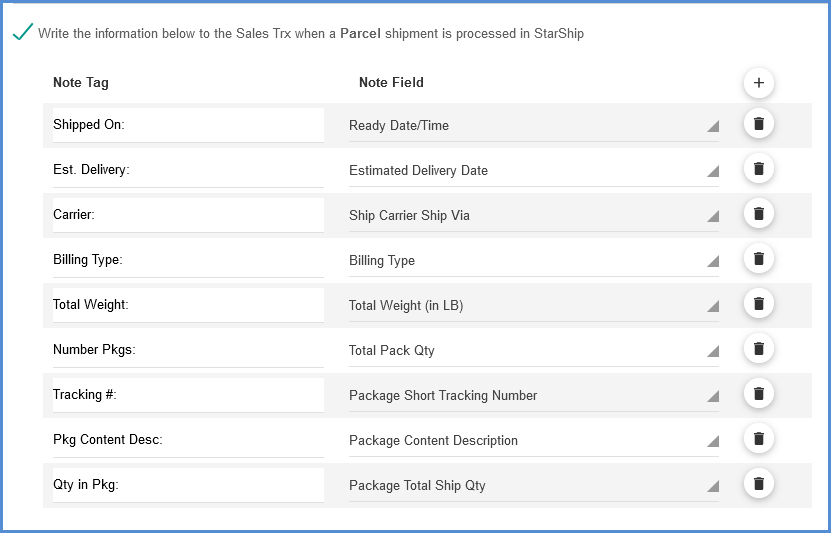 Write the information below to the Sales Trx when a Parcel shipment is processed in StarShip
Note Tag Note Field +
Shipped On: Ready Date/Time
Est. Delivery: Estimated Delivery Date
Carrier: Ship Carrier Ship Via
Billing Type: Billing Type
Total Weight: Total Weight (in LB)
Number Pkgs: Total Pack Qty
Tracking #: Package Short Tracking Number
Pkg Content Desc: Package Content Description
Qty in Pkg: Package Total Ship Qty